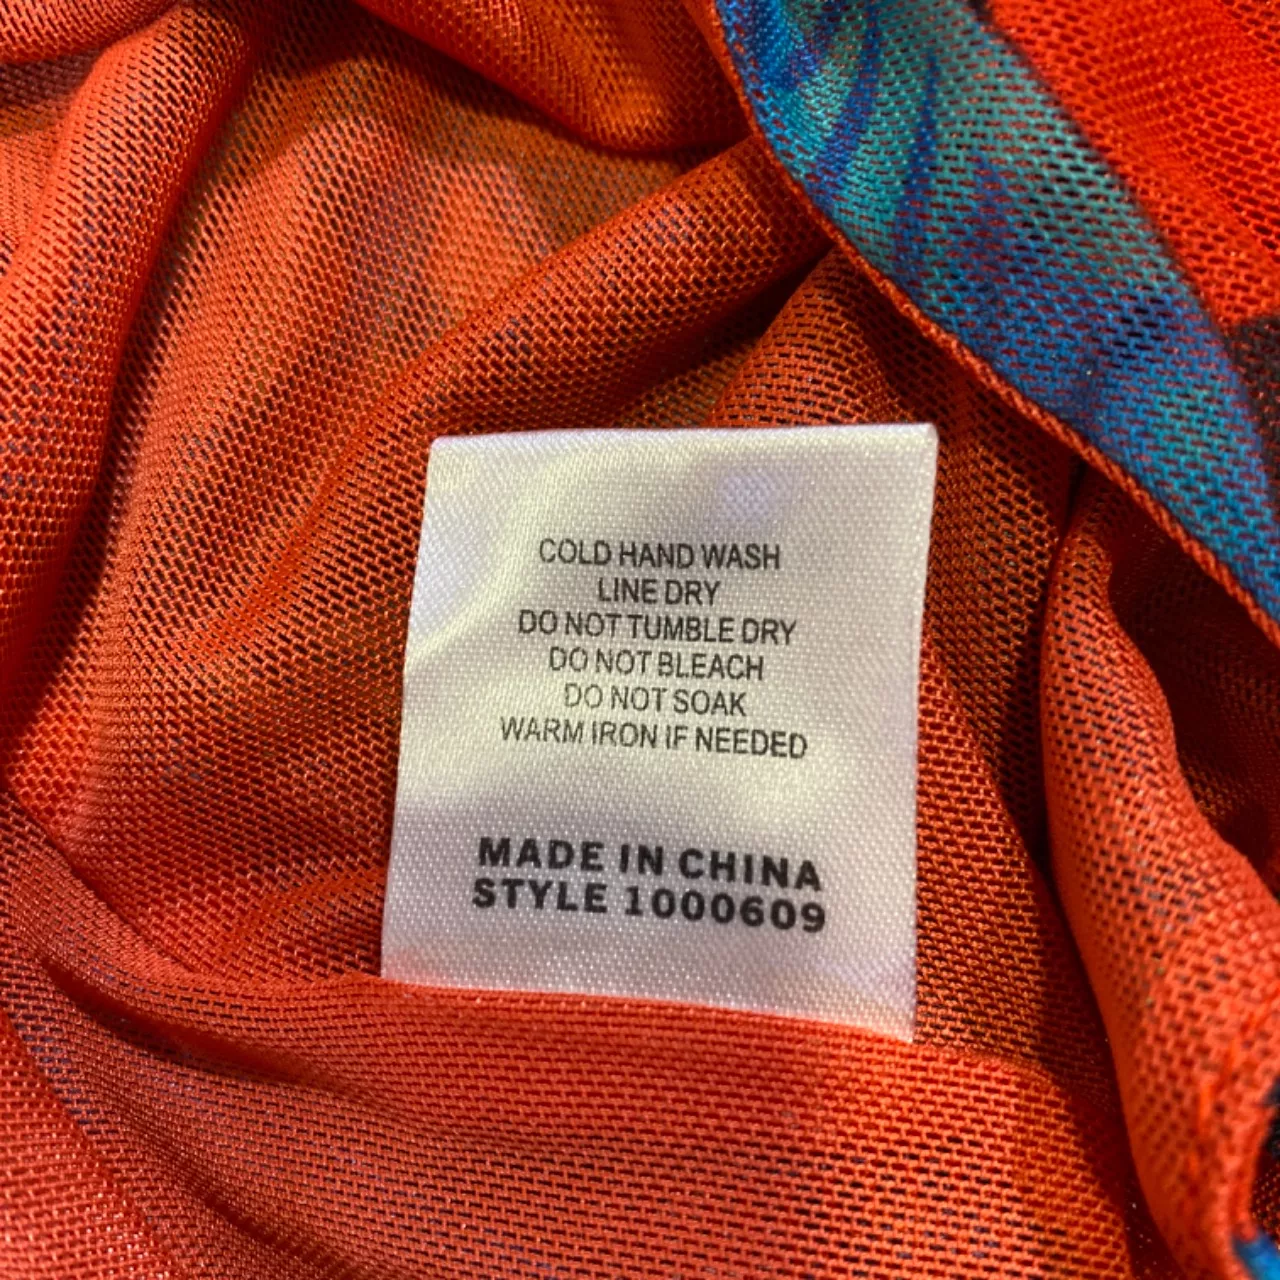 COLD HAND WASH
LINE DRY
DO NOT TUMBLE DRY
DO NOT BLEACH
DO NOT SOAK
WARM IRON IF NEEDED
MADE IN CHINA
STYLE 1000609